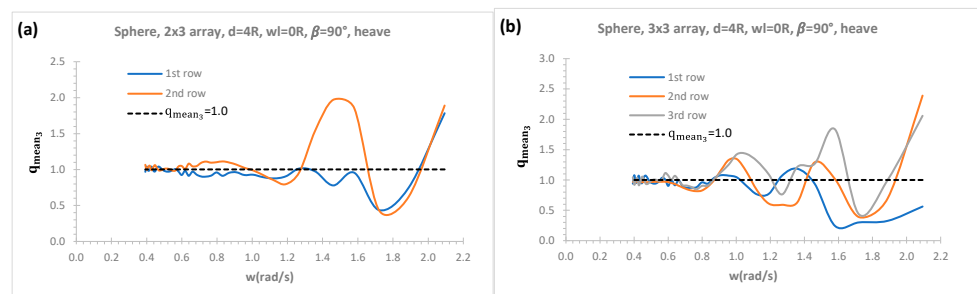 (a)
Sphere, 2x3 array, d=4R, wl=0R, β=90°, heave
1st row
2nd row
q_mean₃=1.0
q_mean₃
2.5
2.0
1.5
1.0
0.5
0.0
0.0 0.2 0.4 0.6 0.8 1.0 1.2 1.4 1.6 1.8 2.0 2.2
w(rad/s)
(b)
Sphere, 3x3 array, d=4R, wl=0R, β=90°, heave
1st row
2nd row
3rd row
q_mean₃=1.0
q_mean₃
3.0
2.5
2.0
1.5
1.0
0.5
0.0
0.0 0.2 0.4 0.6 0.8 1.0 1.2 1.4 1.6 1.8 2.0 2.2
w(rad/s)